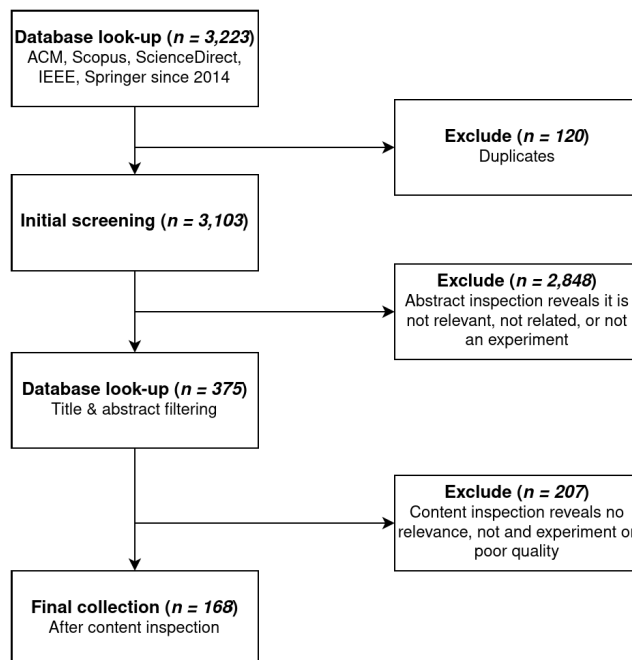 Database look-up (n = 3,223)
ACM, Scopus, ScienceDirect,
IEEE, Springer since 2014
Exclude (n = 120)
Duplicates
Initial screening (n = 3,103)
Exclude (n = 2,848)
Abstract inspection reveals it is
not relevant, not related, or not
an experiment
Database look-up (n = 375)
Title & abstract filtering
Exclude (n = 207)
Content inspection reveals no
relevance, not and experiment or
poor quality
Final collection (n = 168)
After content inspection